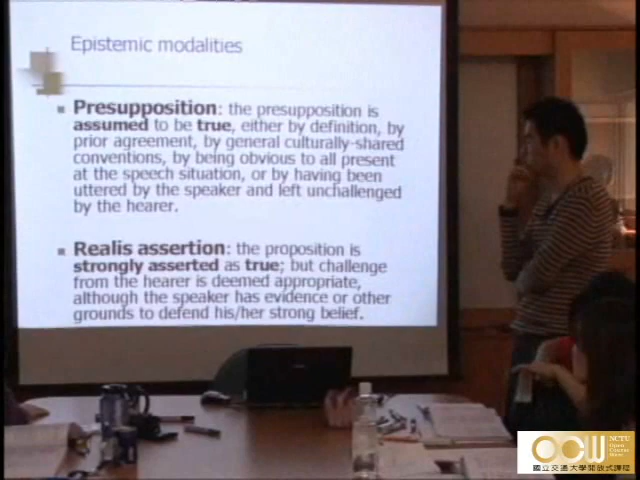 Epistemic modalities
Presupposition: the presupposition is
assumed to be true, either by definition, by
prior agreement, by general culturally-shared
conventions, by being obvious to all present
at the speech situation, or by having been
uttered by the speaker and left unchallenged
by the hearer.
Realis assertion: the proposition is
strongly asserted as true; but challenge
from the hearer is deemed appropriate,
although the speaker has evidence or other
grounds to defend his/her strong belief.
OCW
NCTU
Open
Course
Ware
國立交通大學開放式課程